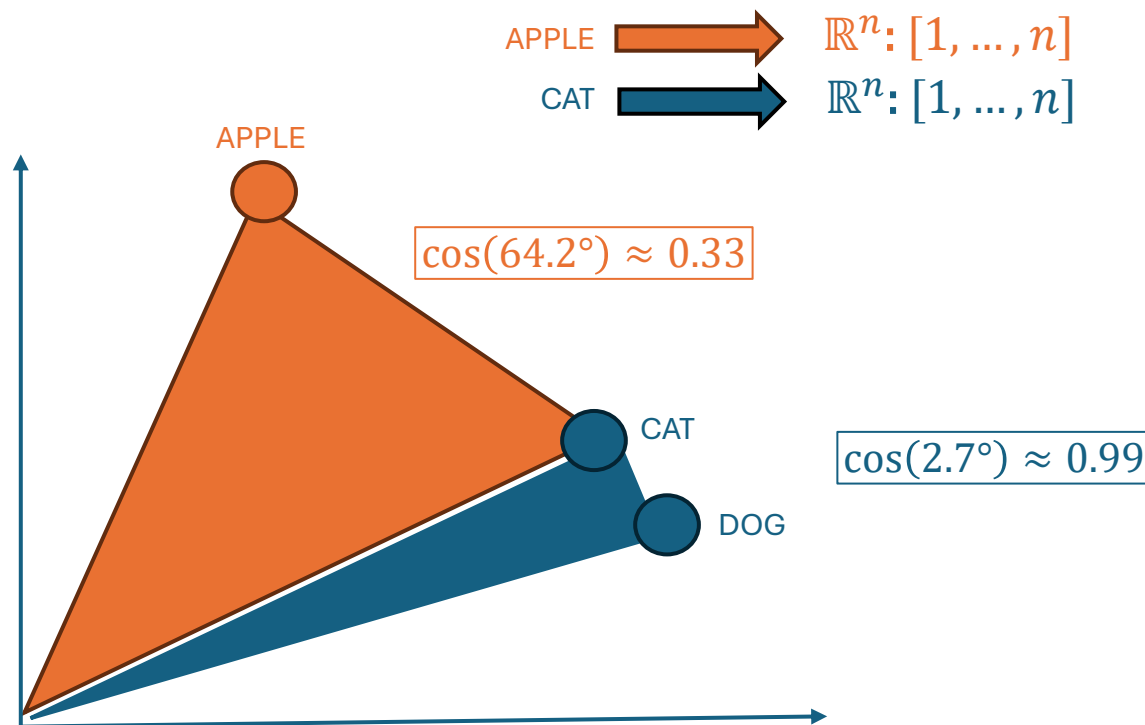 APPLE ℝⁿ: [1, … , n]
CAT ℝⁿ: [1, … , n]
APPLE
cos(64.2°) ≈ 0.33
CAT
cos(2.7°) ≈ 0.99
DOG